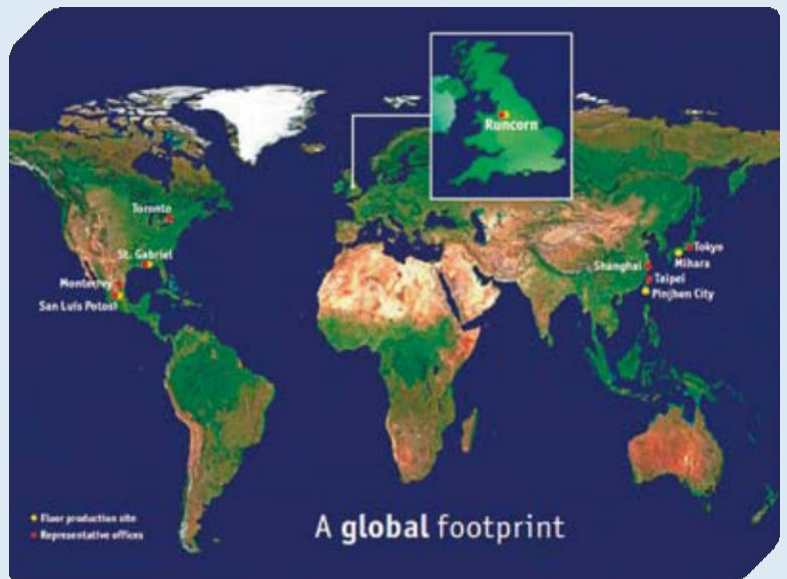 Runcorn
Toronto
St. Gabriel
Monterrey
San Luis Potosi
Tokyo
Mihara
Shanghai
Taipei
Pinjhen City
Fluor production site
Representative offices
A global footprint